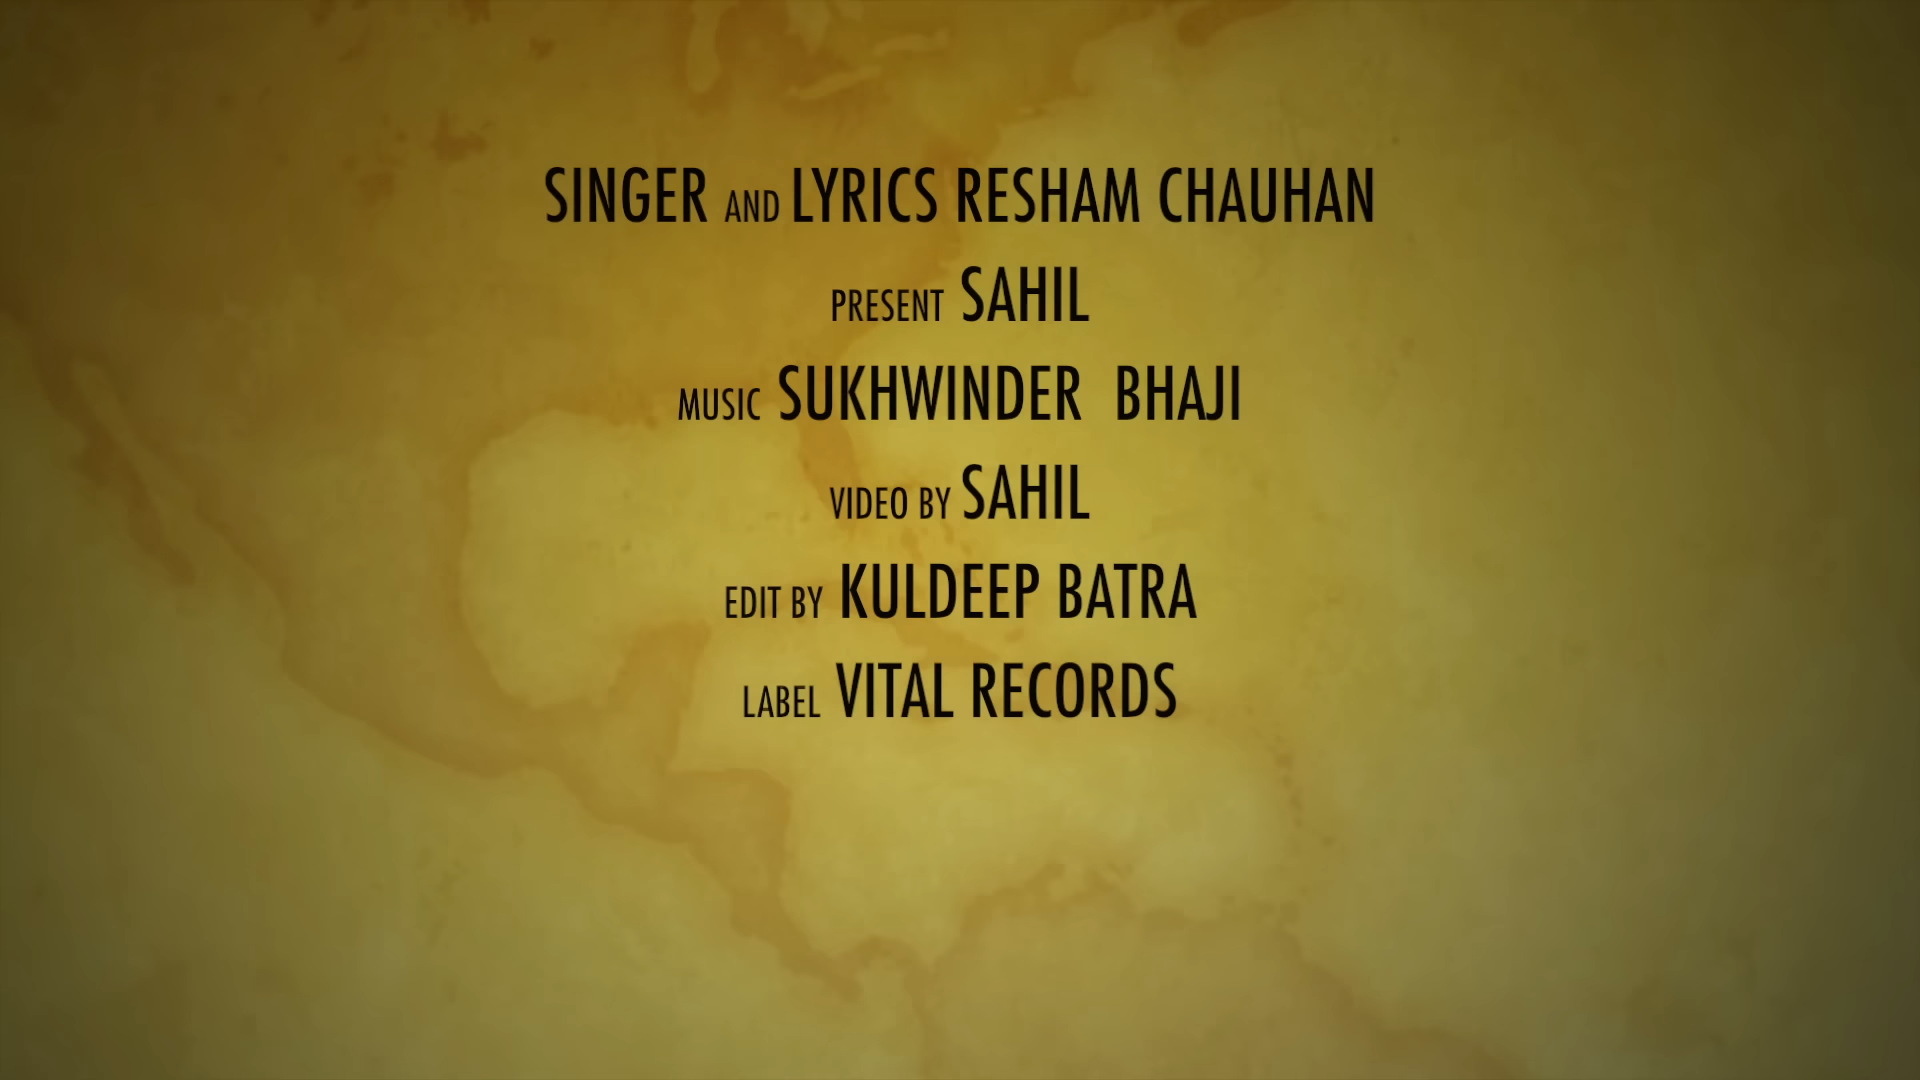 SINGER AND LYRICS RESHAM CHAUHAN
PRESENT SAHIL
MUSIC SUKHWINDER BHAJI
VIDEO BY SAHIL
EDIT BY KULDEEP BATRA
LABEL VITAL RECORDS